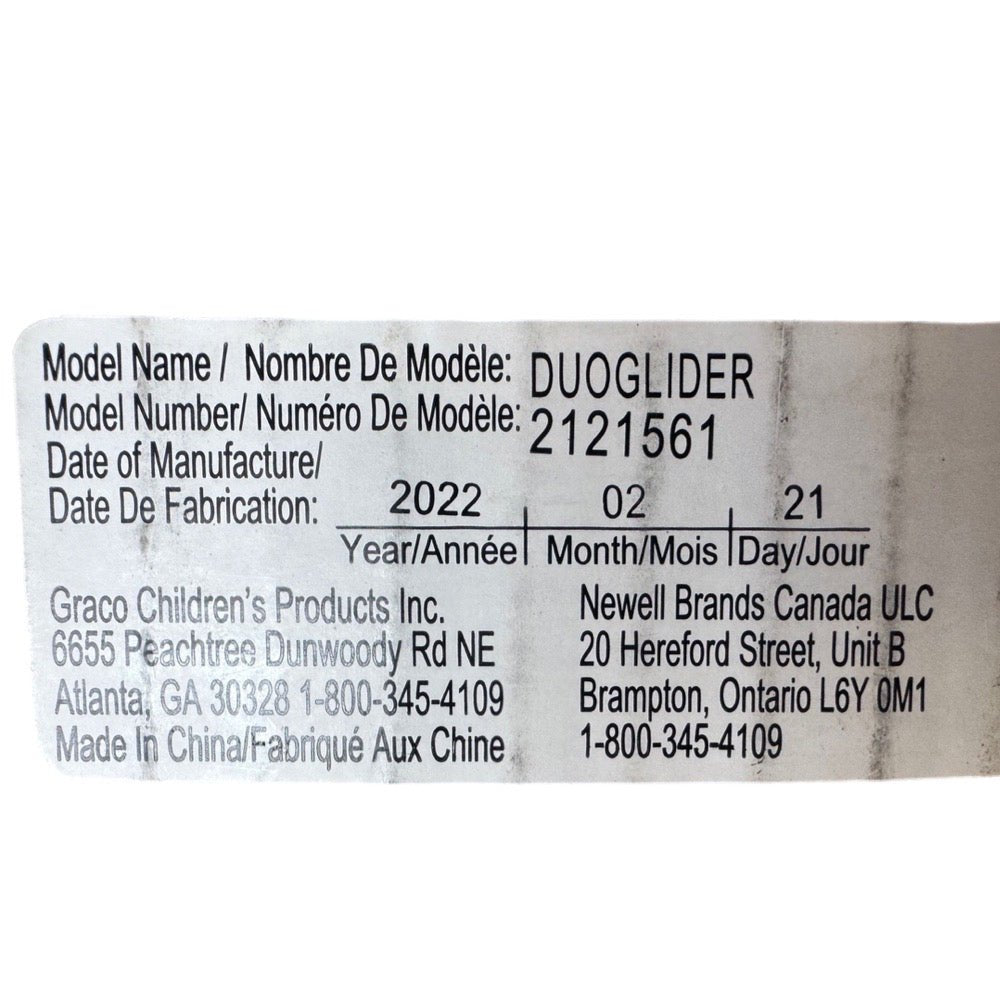 Model Name / Nombre De Modèle: DUOGLIDER
Model Number/ Numéro De Modèle: 2121561
Date of Manufacture/
Date De Fabrication: 2022 02 21
Year/Année Month/Mois Day/Jour
Graco Children's Products Inc.
6655 Peachtree Dunwoody Rd NE
Atlanta, GA 30328 1-800-345-4109
Made In China/Fabriqué Aux Chine
Newell Brands Canada ULC
20 Hereford Street, Unit B
Brampton, Ontario L6Y 0M1
1-800-345-4109